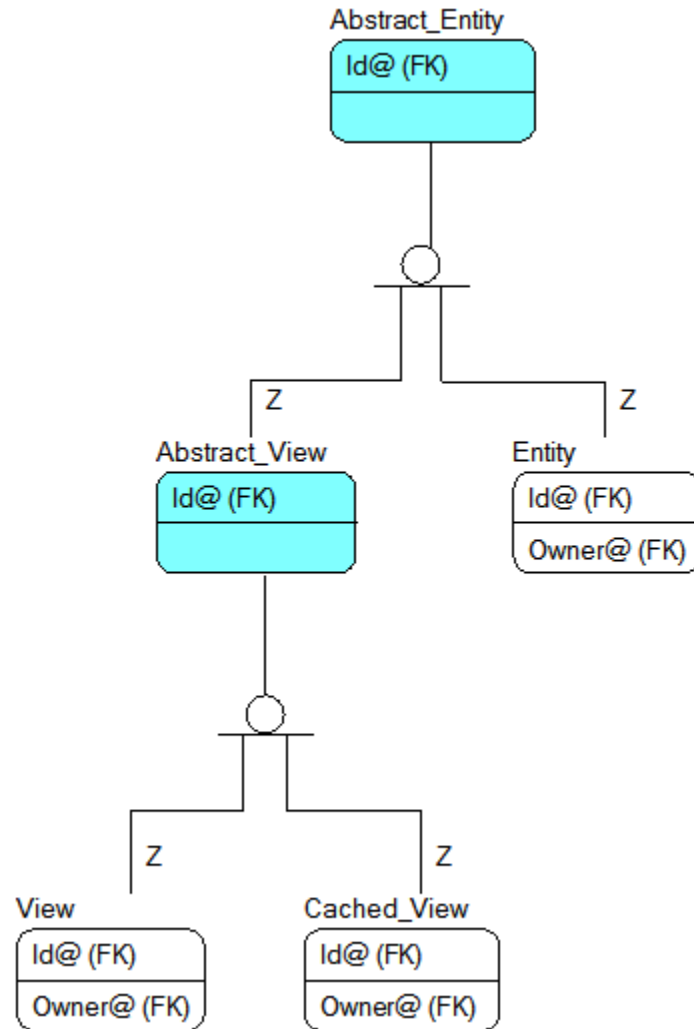 Abstract_Entity
Id@ (FK)
Z
Z
Abstract_View
Entity
Id@ (FK)
Id@ (FK)
Owner@ (FK)
Z
Z
View
Cached_View
Id@ (FK)
Id@ (FK)
Owner@ (FK)
Owner@ (FK)